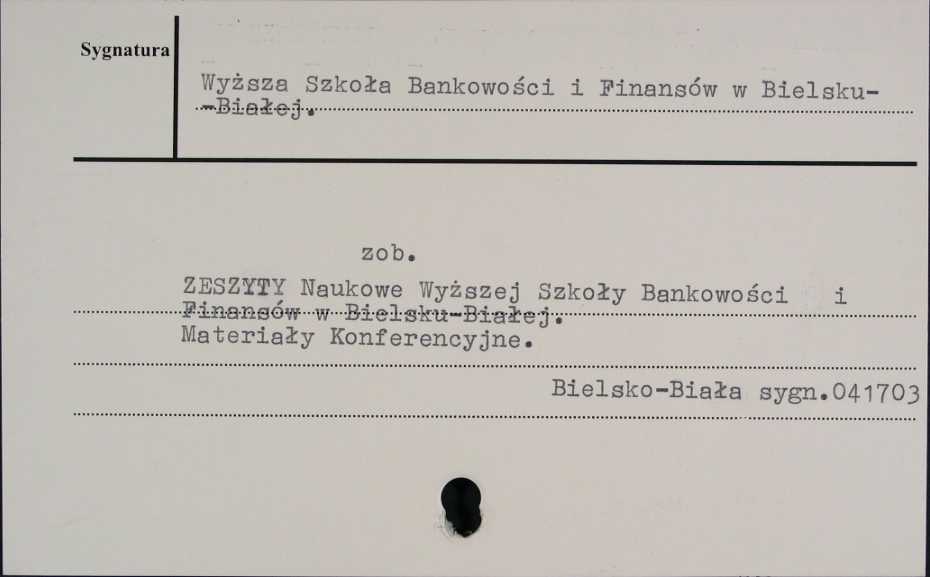 Sygnatura
Wyższa Szkoła Bankowości i Finansów w Bielsku-
-Białej.
zob.
ZESZYTY Naukowe Wyższej Szkoły Bankowości i
Finansów w Bielsku-Białej.
Materiały Konferencyjne.
Bielsko-Biała sygn.041703